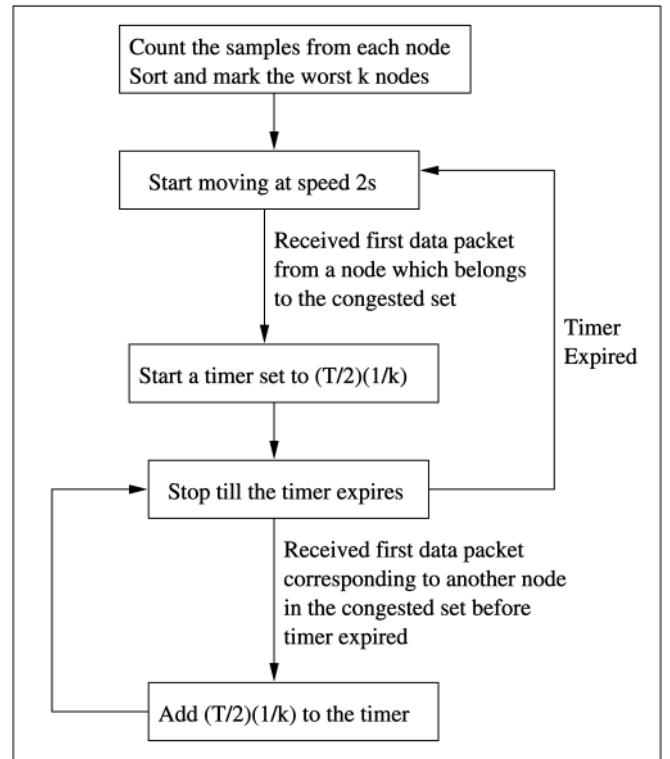 Count the samples from each node
Sort and mark the worst k nodes
Start moving at speed 2s
Received first data packet
from a node which belongs
to the congested set
Timer
Expired
Start a timer set to (T/2)(1/k)
Stop till the timer expires
Received first data packet
corresponding to another node
in the congested set before
timer expired
Add (T/2)(1/k) to the timer